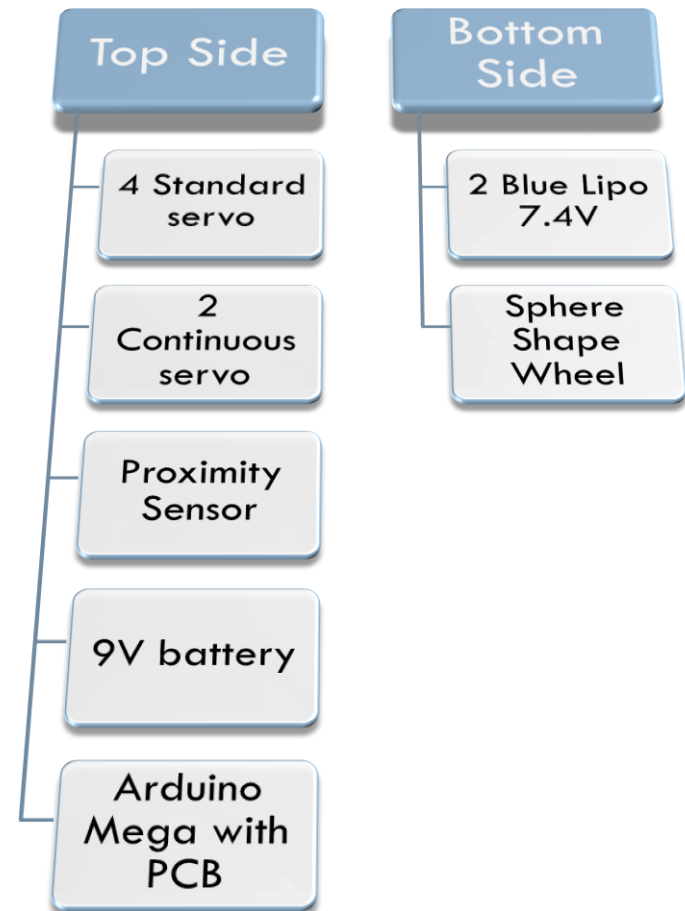 Top Side
4 Standard
servo
2
Continuous
servo
Proximity
Sensor
9V battery
Arduino
Mega with
PCB
Bottom
Side
2 Blue Lipo
7.4V
Sphere
Shape
Wheel